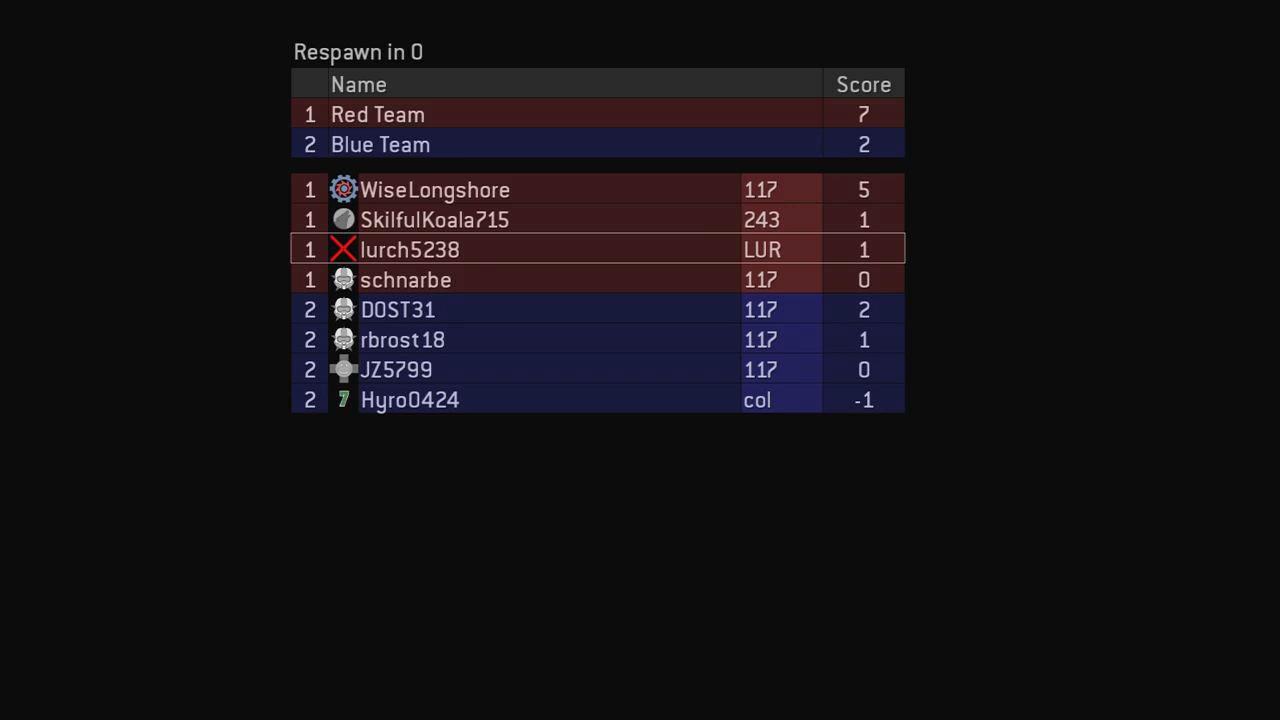 Respawn in 0
Name Score
1 Red Team 7
2 Blue Team 2
1 WiseLongshore 117 5
1 SkilfulKoala715 243 1
1 lurch5238 LUR 1
1 schnarbe 117 0
2 DOST31 117 2
2 rbrost18 117 1
2 JZ5799 117 0
2 7 Hyro0424 col -1